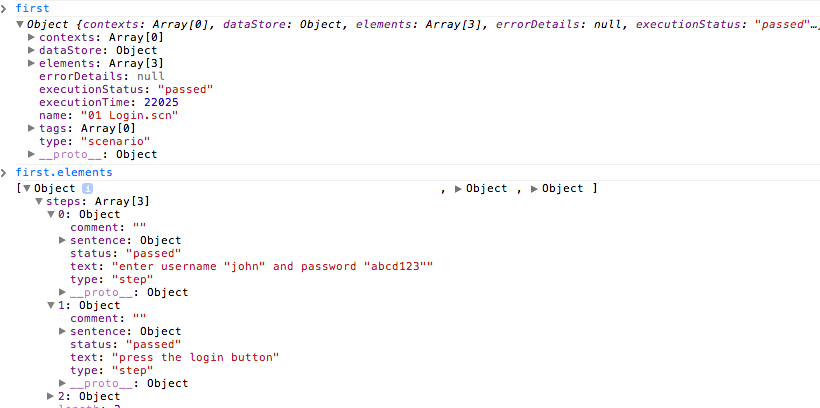 > first
▼Object {contexts: Array[0], dataStore: Object, elements: Array[3], errorDetails: null, executionStatus: "passed"…}
▶contexts: Array[0]
▶dataStore: Object
▶elements: Array[3]
errorDetails: null
executionStatus: "passed"
executionTime: 22025
name: "01 Login.scn"
▶tags: Array[0]
type: "scenario"
▶__proto__: Object
> first.elements
[▼Object i , ▶Object , ▶Object ]
▼steps: Array[3]
▼0: Object
comment: ""
▶sentence: Object
status: "passed"
text: "enter username "john" and password "abcd123""
type: "step"
▶__proto__: Object
▼1: Object
comment: ""
▶sentence: Object
status: "passed"
text: "press the login button"
type: "step"
▶__proto__: Object
▶2: Object